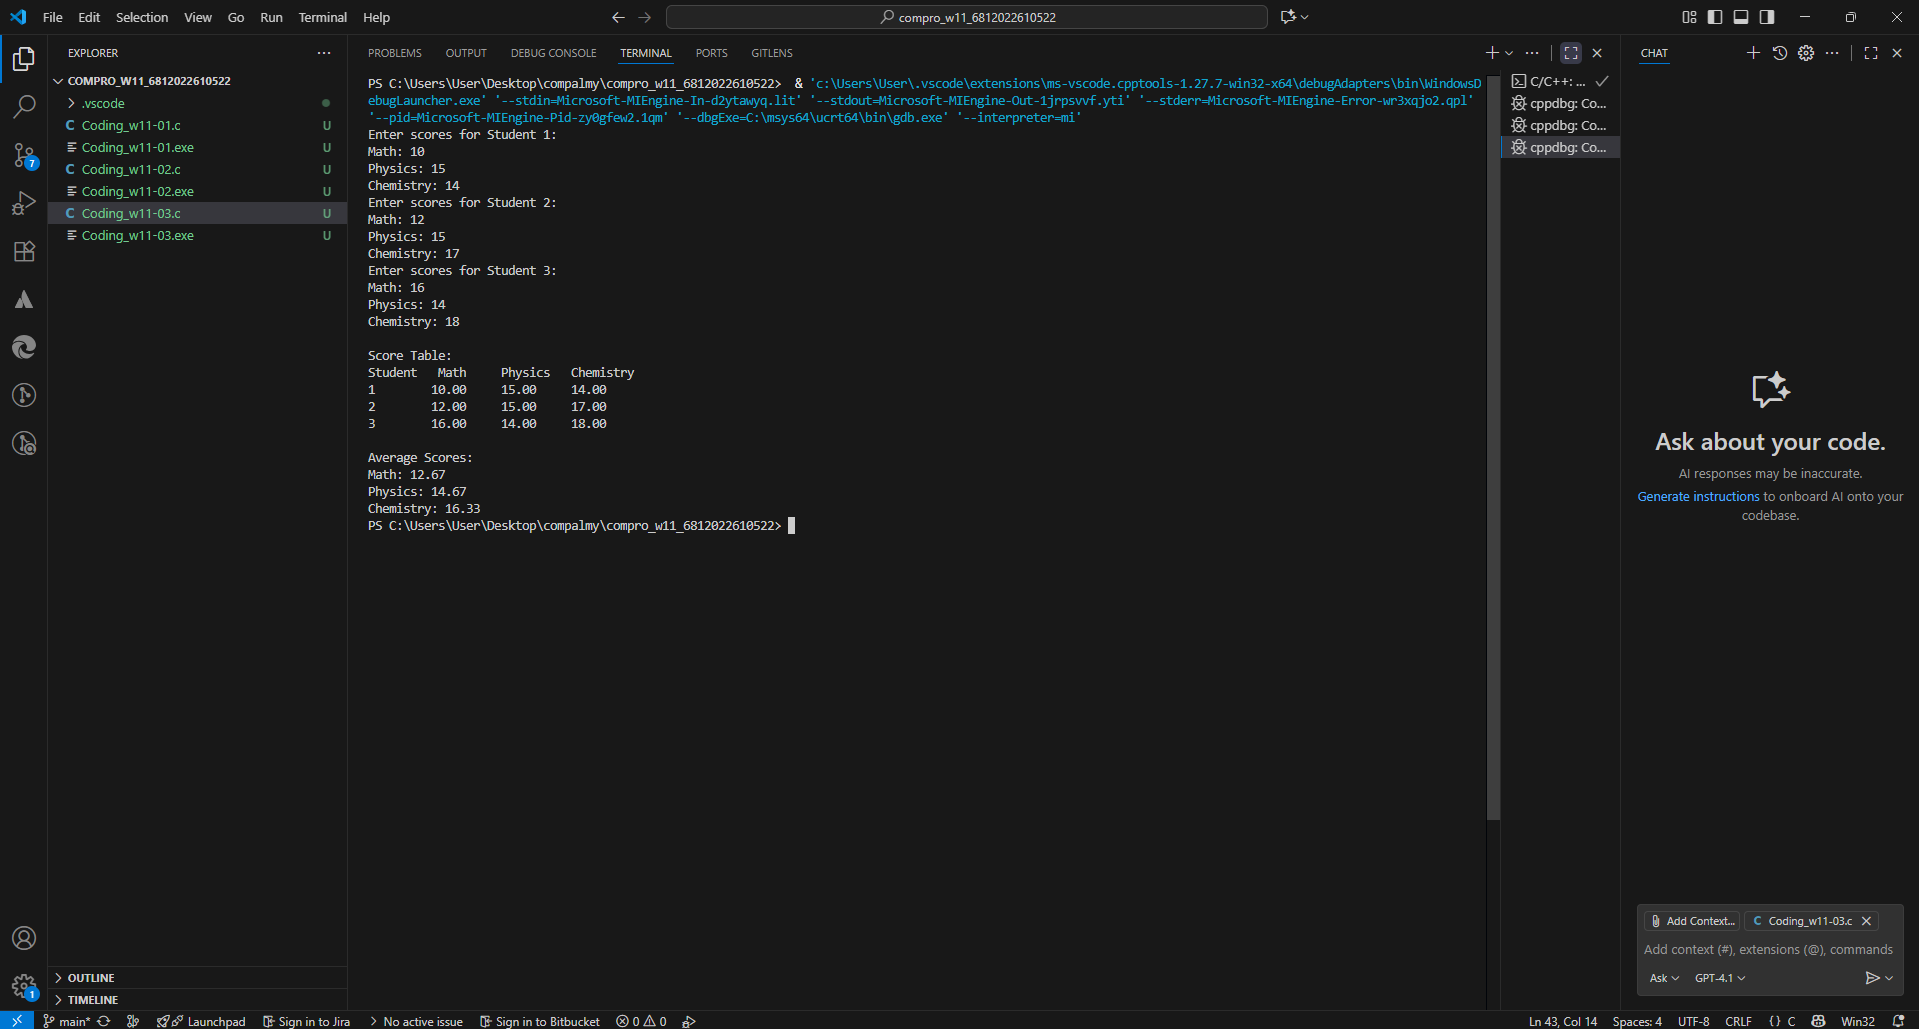 File Edit Selection View Go Run Terminal Help
compro_w11_6812022610522
EXPLORER
COMPRO_W11_6812022610522
.vscode
C Coding_w11-01.c U
Coding_w11-01.exe U
C Coding_w11-02.c U
Coding_w11-02.exe U
C Coding_w11-03.c U
Coding_w11-03.exe U
7
1
OUTLINE
TIMELINE
PROBLEMS OUTPUT DEBUG CONSOLE TERMINAL PORTS GITLENS
PS C:\Users\User\Desktop\compalmy\compro_w11_6812022610522> & 'c:\Users\User\.vscode\extensions\ms-vscode.cpptools-1.27.7-win32-x64\debugAdapters\bin\WindowsD
ebugLauncher.exe' '--stdin=Microsoft-MIEngine-In-d2ytawyq.lit' '--stdout=Microsoft-MIEngine-Out-1jrpsvvf.yti' '--stderr=Microsoft-MIEngine-Error-wr3xqjo2.qpl'
'--pid=Microsoft-MIEngine-Pid-zy0gfew2.1qm' '--dbgExe=C:\msys64\ucrt64\bin\gdb.exe' '--interpreter=mi'
Enter scores for Student 1:
Math: 10
Physics: 15
Chemistry: 14
Enter scores for Student 2:
Math: 12
Physics: 15
Chemistry: 17
Enter scores for Student 3:
Math: 16
Physics: 14
Chemistry: 18
Score Table:
Student Math Physics Chemistry
1 10.00 15.00 14.00
2 12.00 15.00 17.00
3 16.00 14.00 18.00
Average Scores:
Math: 12.67
Physics: 14.67
Chemistry: 16.33
PS C:\Users\User\Desktop\compalmy\compro_w11_6812022610522>
C/C++: ...
cppdbg: Co...
cppdbg: Co...
cppdbg: Co...
CHAT
Ask about your code.
AI responses may be inaccurate.
Generate instructions to onboard AI onto your
codebase.
Add Context... C Coding_w11-03.c
Add context (#), extensions (@), commands
Ask GPT-4.1
main* Launchpad Sign in to Jira No active issue Sign in to Bitbucket 0 0 Ln 43, Col 14 Spaces: 4 UTF-8 CRLF {} C Win32